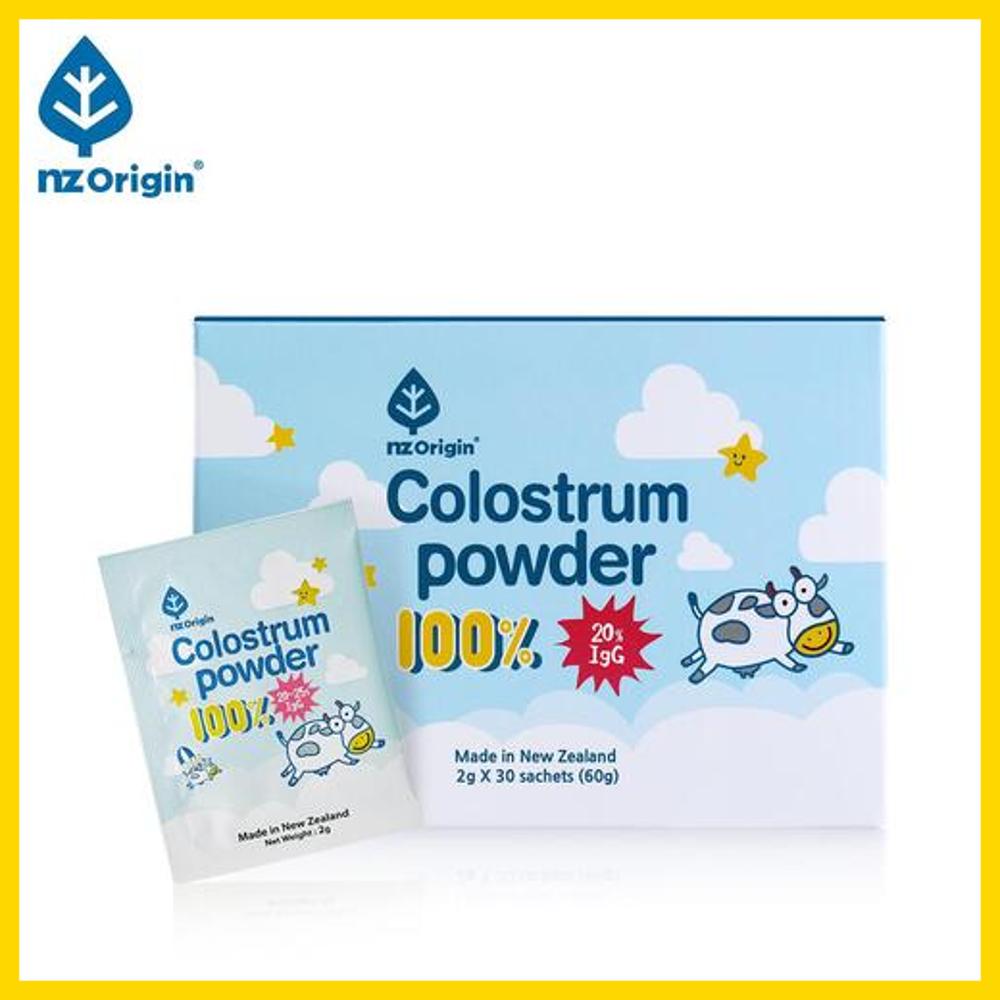 nzOrigin®
nzOrigin®
Colostrum
powder
100%
20%
IgG
Made in New Zealand
2g X 30 sachets (60g)
nzOrigin
Colostrum
powder
100%
20~25%
IgG
Made in New Zealand
Net Weight : 2g